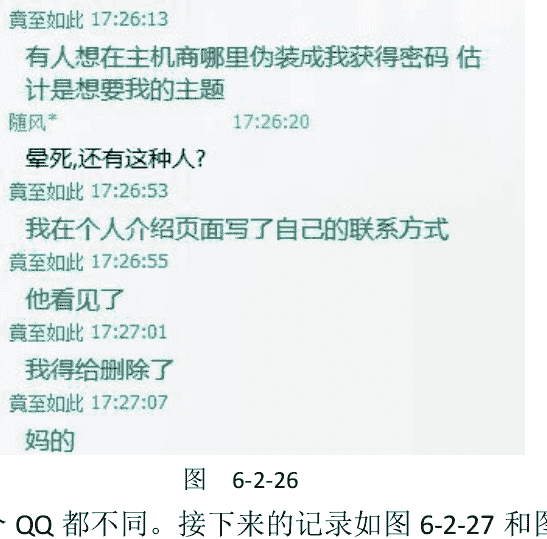 竟至如此 17:26:13
有人想在主机商哪里伪装成我获得密码 估
计是想要我的主题
随风* 17:26:20
晕死,还有这种人?
竟至如此 17:26:53
我在个人介绍页面写了自己的联系方式
竟至如此 17:26:55
他看见了
竟至如此 17:27:01
我得给删除了
竟至如此 17:27:07
妈的
图 6-2-26
个 QQ 都不同。接下来的记录如图 6-2-27 和图